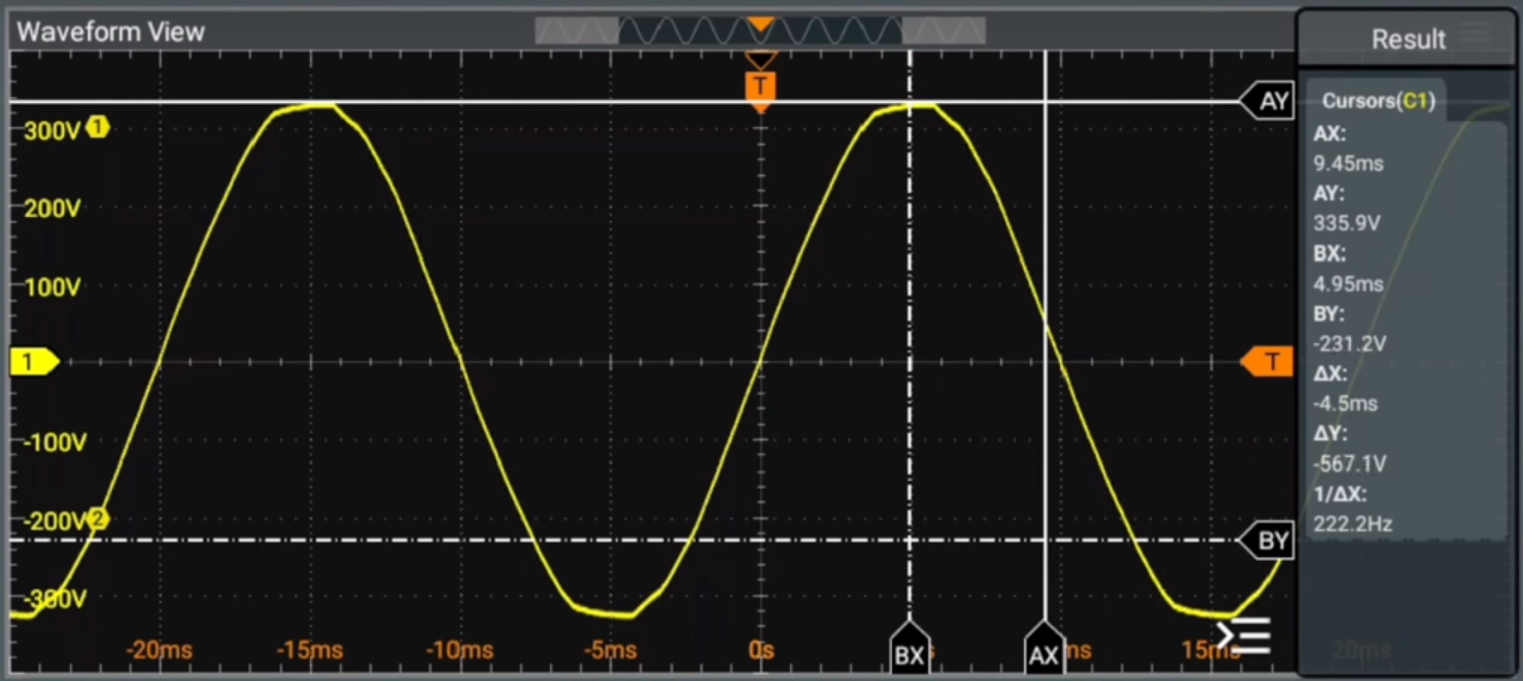 Waveform View
Result
T
AY
Cursors(C1)
300V 1
AX:
9.45ms
200V
AY:
335.9V
BX:
100V
4.95ms
BY:
1
T
-231.2V
ΔX:
-4.5ms
-100V
ΔY:
-567.1V
1/ΔX:
-200V 2
222.2Hz
BY
-300V
-20ms -15ms -10ms -5ms 0s BX AX 15ms 20ms